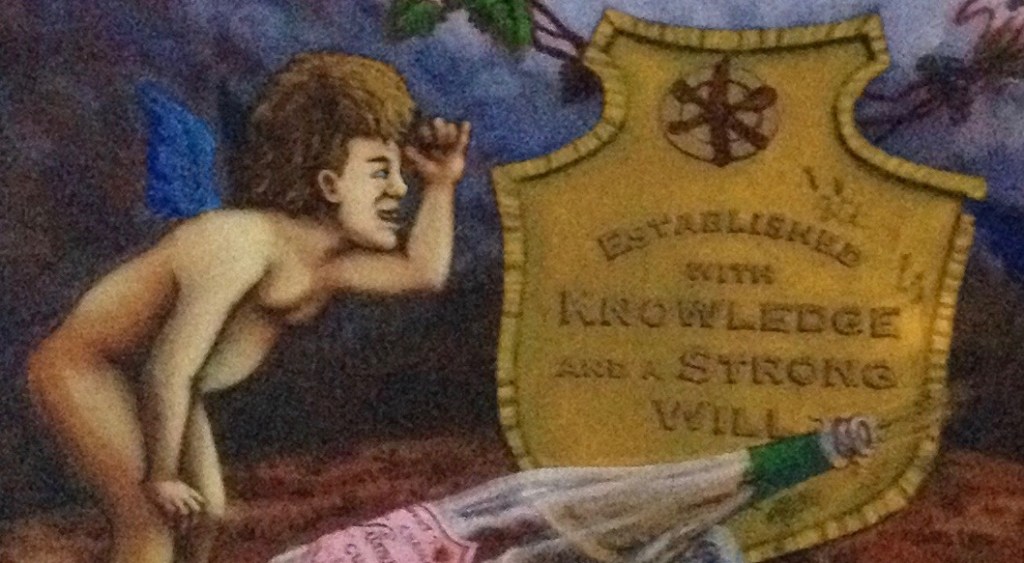 ESTABLISHED
WITH
KNOWLEDGE
AND A STRONG
WILL